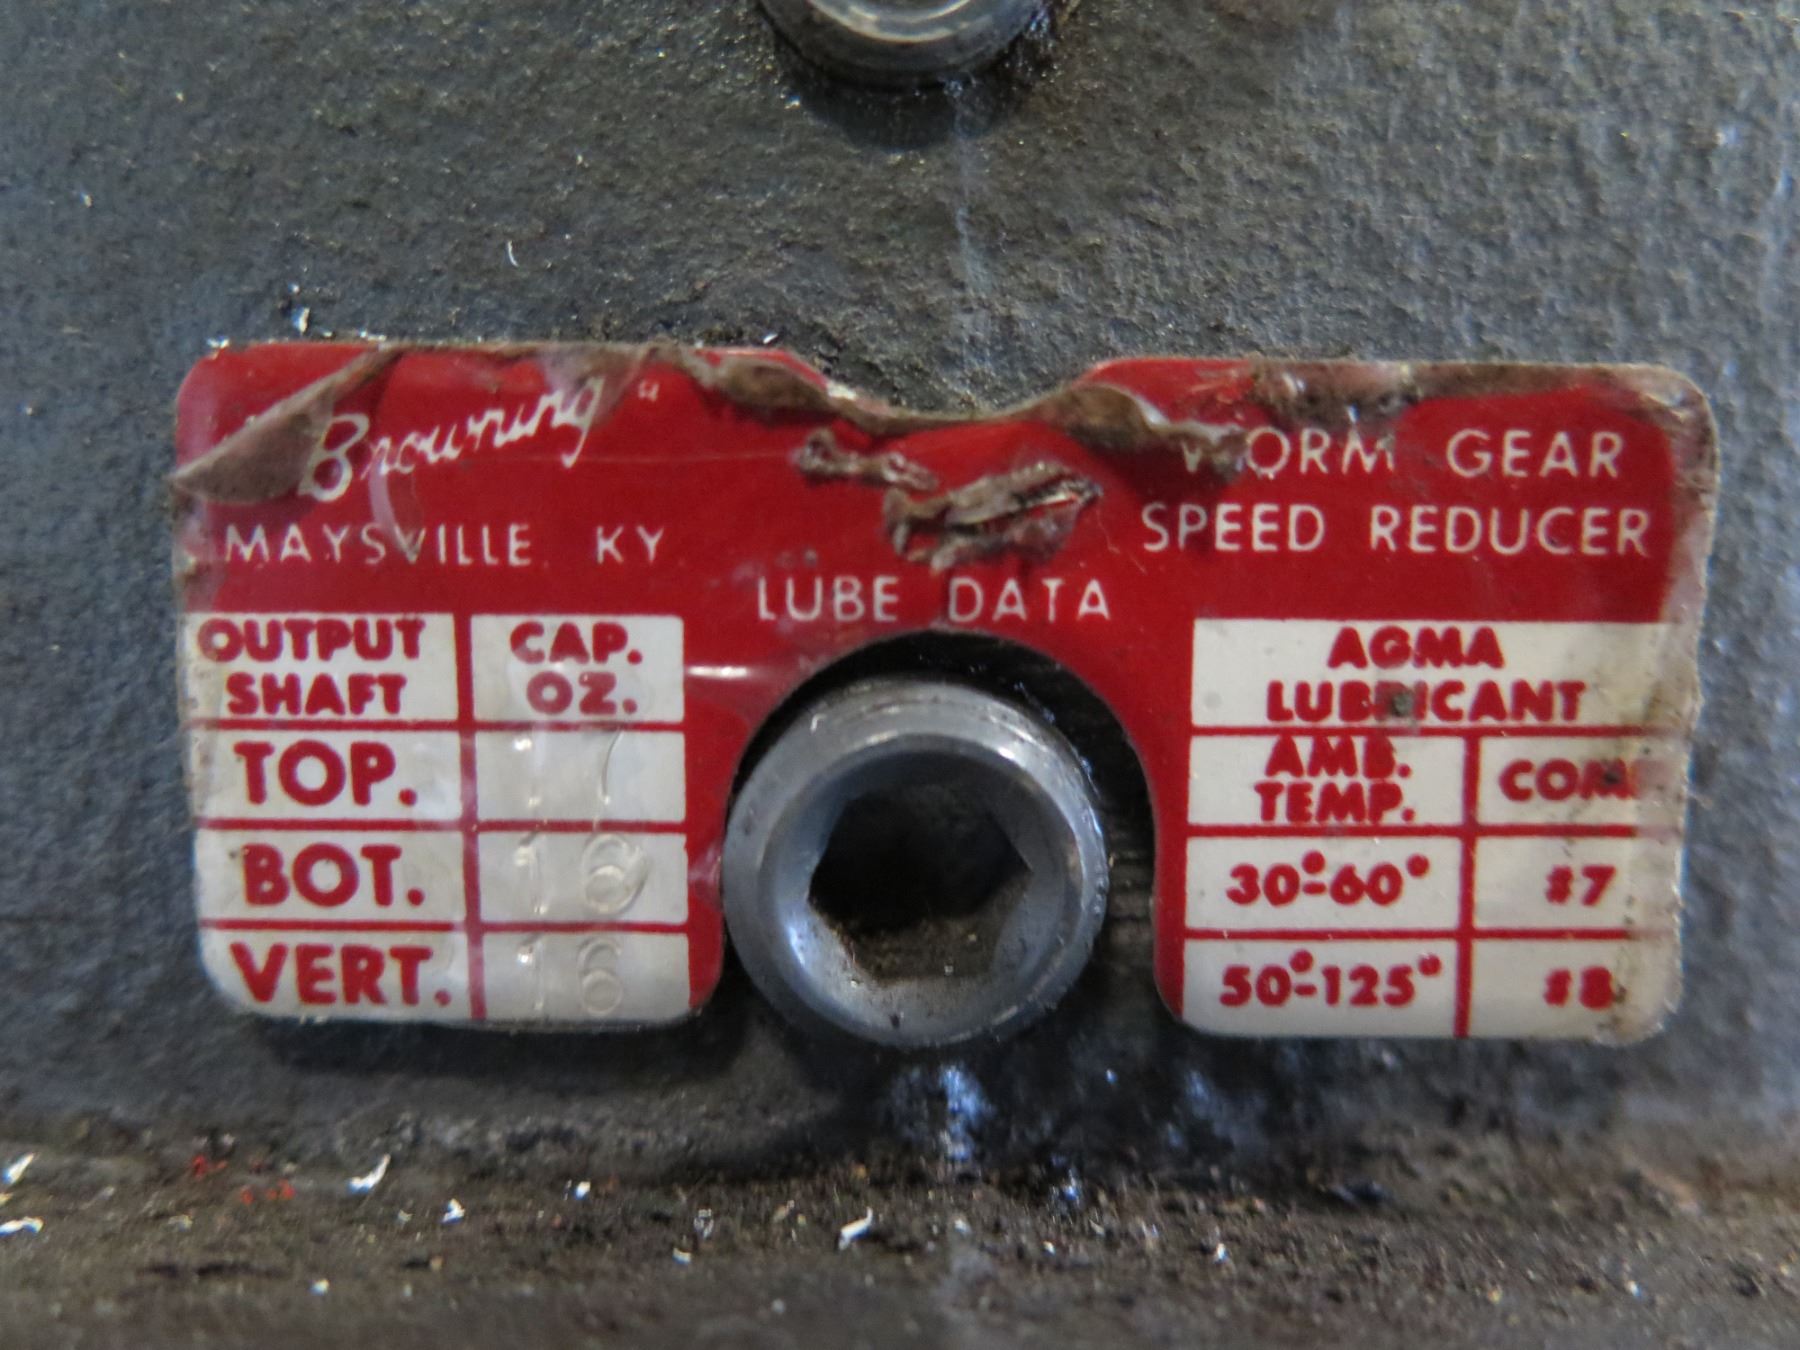 Browning
MAYSVILLE KY
WORM GEAR
SPEED REDUCER
LUBE DATA
OUTPUT SHAFT
CAP. OZ.
TOP. 17
BOT. 16
VERT. 16
AGMA
LUBRICANT
AMB. TEMP.
30°-60° #7
50°-125° #8